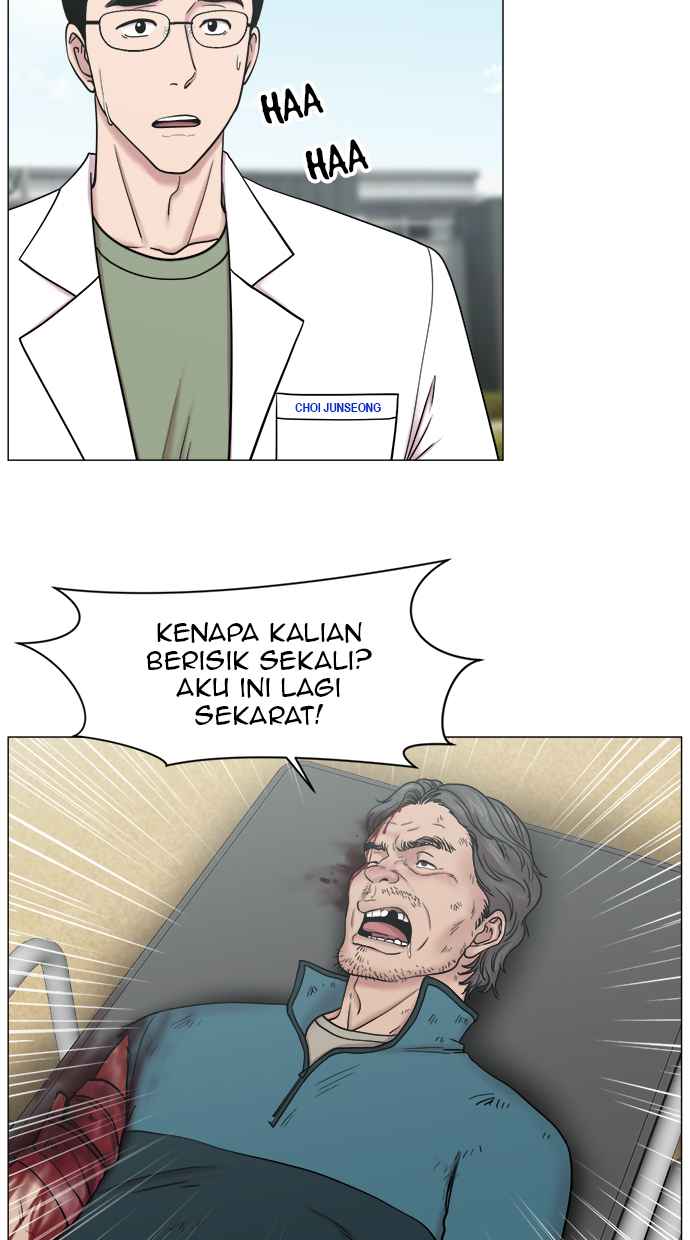 HAA
HAA
CHOI JUNSEONG
KENAPA KALIAN
BERISIK SEKALI?
AKU INI LAGI
SEKARAT!